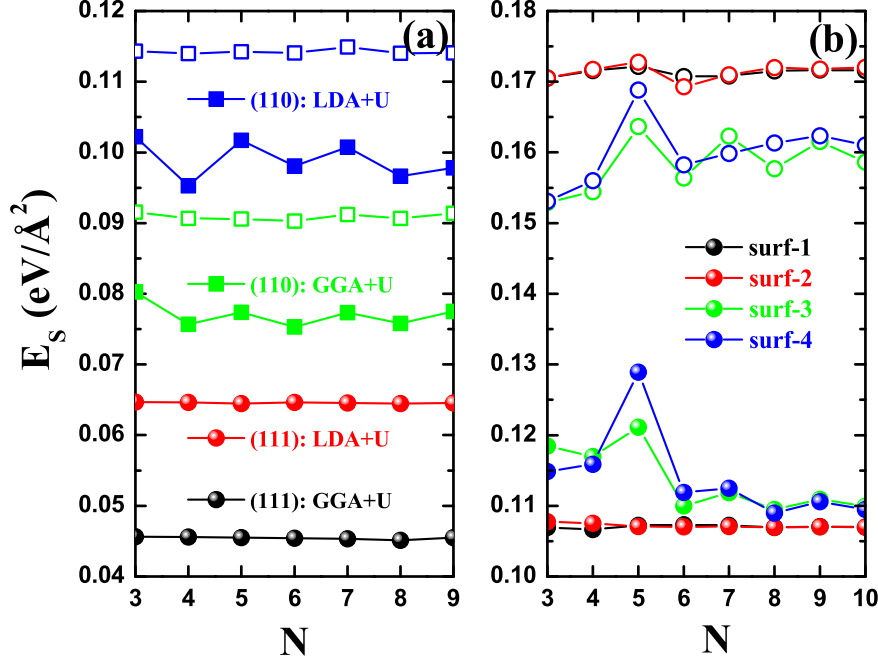 (a)
(b)
E_S (eV/Å²)
0.12
0.11
0.10
0.09
0.08
0.07
0.06
0.05
0.04
(110): LDA+U
(110): GGA+U
(111): LDA+U
(111): GGA+U
3 4 5 6 7 8 9
N
0.18
0.17
0.16
0.15
0.14
0.13
0.12
0.11
0.10
surf-1
surf-2
surf-3
surf-4
3 4 5 6 7 8 9 10
N